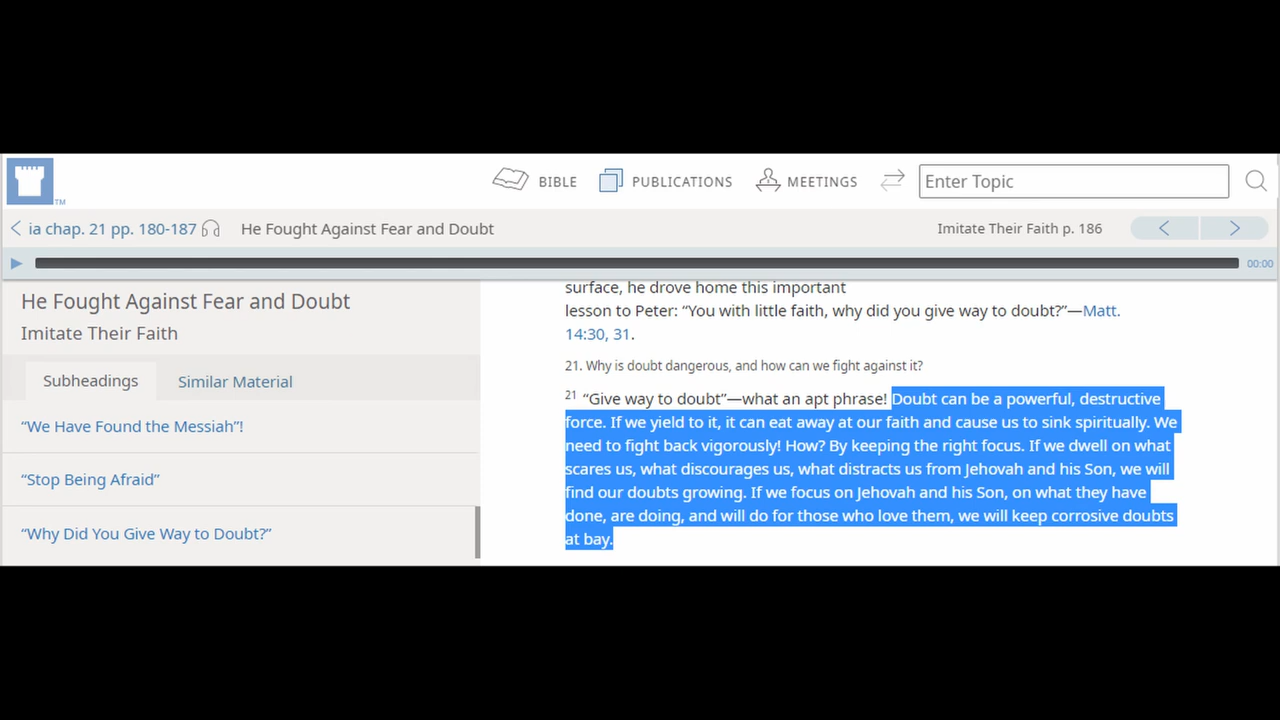 BIBLE PUBLICATIONS MEETINGS Enter Topic
TM
ia chap. 21 pp. 180-187 He Fought Against Fear and Doubt Imitate Their Faith p. 186
00:00
He Fought Against Fear and Doubt
Imitate Their Faith
Subheadings Similar Material
“We Have Found the Messiah”!
“Stop Being Afraid”
“Why Did You Give Way to Doubt?”
surface, he drove home this important
lesson to Peter: “You with little faith, why did you give way to doubt?”—Matt.
14:30, 31.
21. Why is doubt dangerous, and how can we fight against it?
21 “Give way to doubt”—what an apt phrase! Doubt can be a powerful, destructive
force. If we yield to it, it can eat away at our faith and cause us to sink spiritually. We
need to fight back vigorously! How? By keeping the right focus. If we dwell on what
scares us, what discourages us, what distracts us from Jehovah and his Son, we will
find our doubts growing. If we focus on Jehovah and his Son, on what they have
done, are doing, and will do for those who love them, we will keep corrosive doubts
at bay.